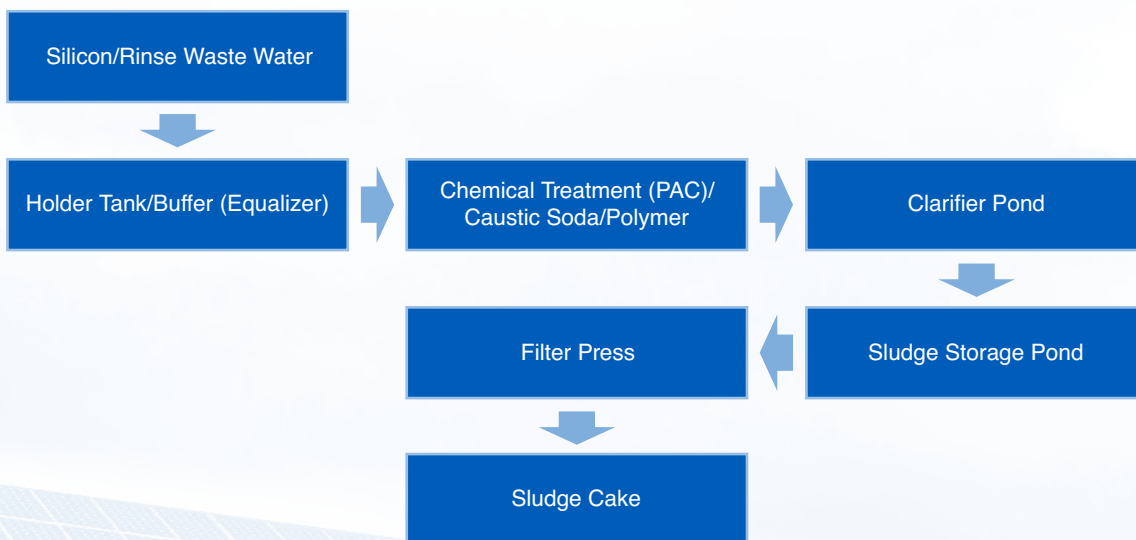 Silicon/Rinse Waste Water
Holder Tank/Buffer (Equalizer)
Chemical Treatment (PAC)/
Caustic Soda/Polymer
Clarifier Pond
Sludge Storage Pond
Filter Press
Sludge Cake